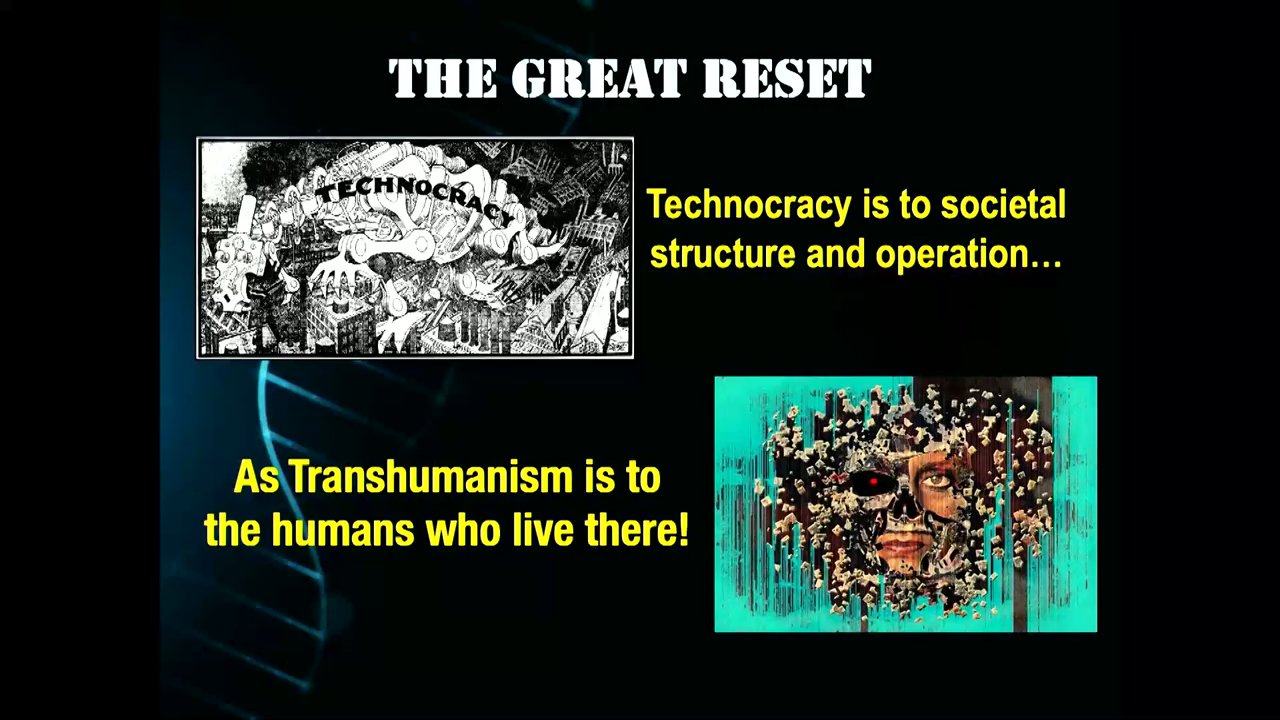 THE GREAT RESET
TECHNOCRACY
Technocracy is to societal
structure and operation...
As Transhumanism is to
the humans who live there!